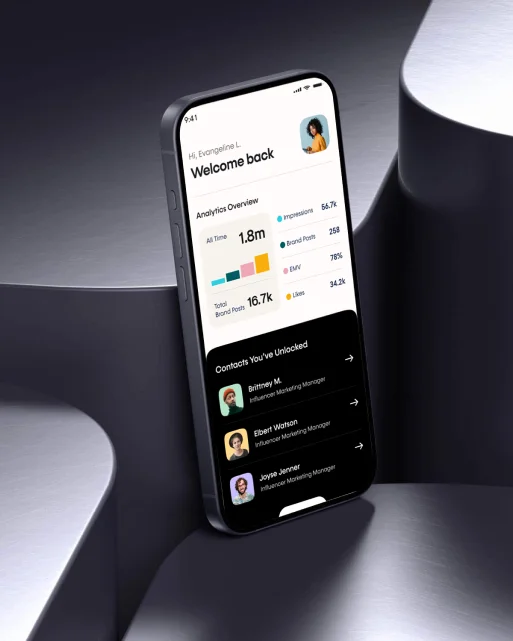 9:41
Hi, Evangeline L.
Welcome back
Analytics Overview
All Time 1.8m
Total
Brand Posts 16.7k
Impressions 56.7k
Brand Posts 258
EMV 78%
Likes 34.2k
Contacts You've Unlocked
Brittney M.
Influencer Marketing Manager
Elbert Watson
Influencer Marketing Manager
Joyse Jenner
Influencer Marketing Manager